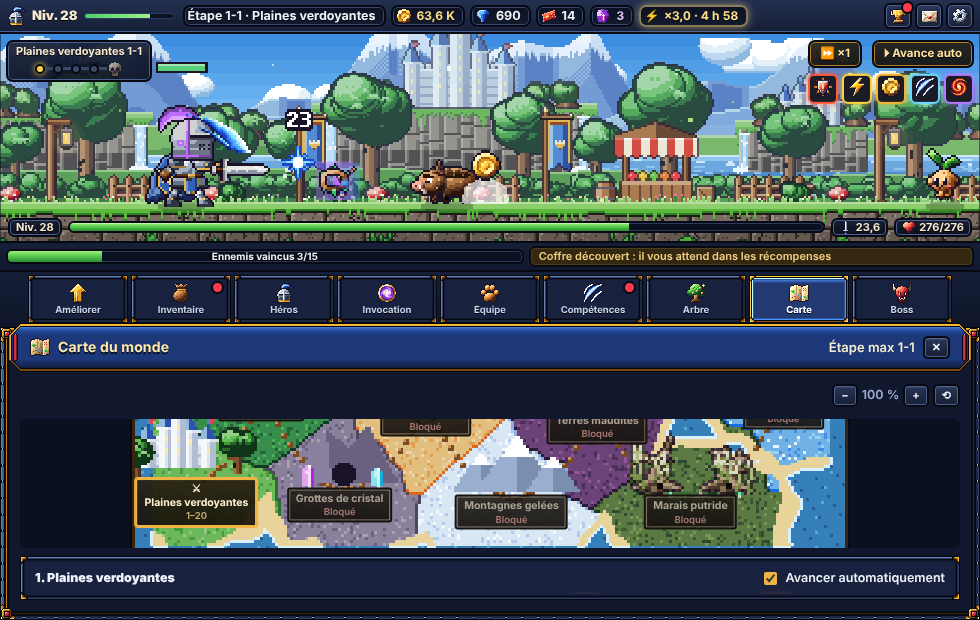 Niv. 28
Étape 1-1 · Plaines verdoyantes
63,6 K
690
14
3
×3,0 · 4 h 58
Plaines verdoyantes 1-1
×1
Avance auto
23
Niv. 28
23,6
276/276
Ennemis vaincus 3/15
Coffre découvert : il vous attend dans les récompenses
Améliorer
Inventaire
Héros
Invocation
Equipe
Compétences
Arbre
Carte
Boss
Carte du monde
Étape max 1-1
100 %
Bloqué
Terres maudites
Bloqué
Bloqué
Plaines verdoyantes
1–20
Grottes de cristal
Bloqué
Montagnes gelées
Bloqué
Marais putride
Bloqué
1. Plaines verdoyantes
Avancer automatiquement